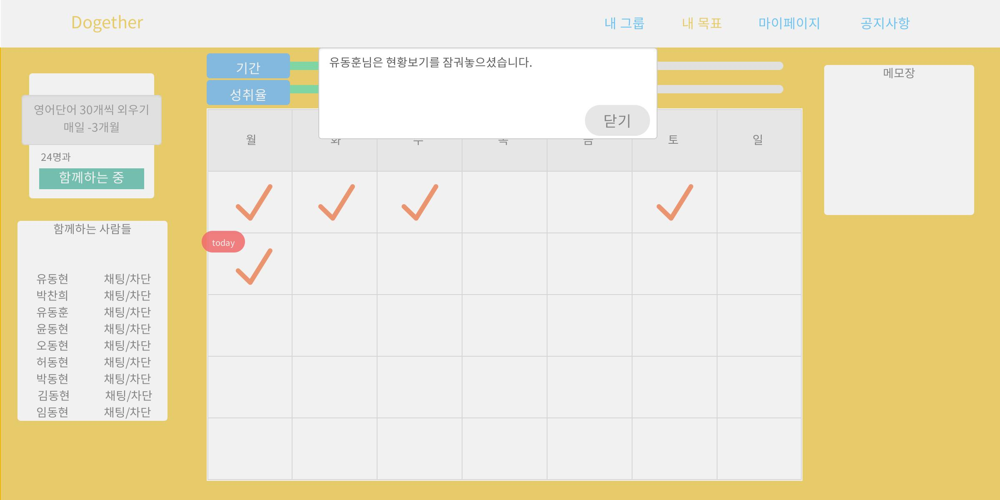 Dogether
내 그룹
내 목표
마이페이지
공지사항
유동훈님은 현황보기를 잠궈놓으셨습니다.
닫기
기간
성취율
영어단어 30개씩 외우기
매일 -3개월
24명과
함께하는 중
함께하는 사람들
유동현 채팅/차단
박찬희 채팅/차단
유동훈 채팅/차단
윤동현 채팅/차단
오동현 채팅/차단
허동현 채팅/차단
박동현 채팅/차단
김동현 채팅/차단
임동현 채팅/차단
월 화 수 목 금 토 일
today
메모장